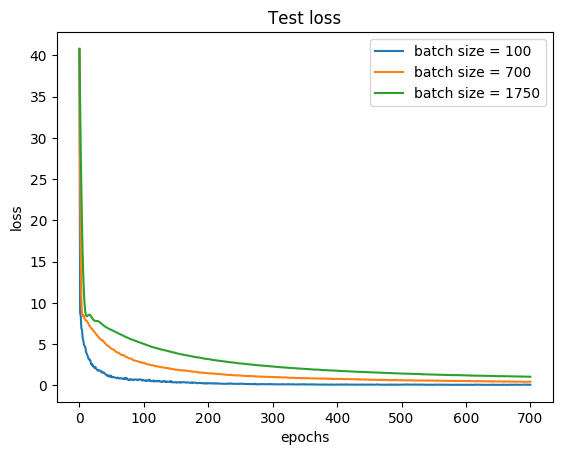 Test loss
batch size = 100
batch size = 700
batch size = 1750
loss
40
35
30
25
20
15
10
5
0
0 100 200 300 400 500 600 700
epochs